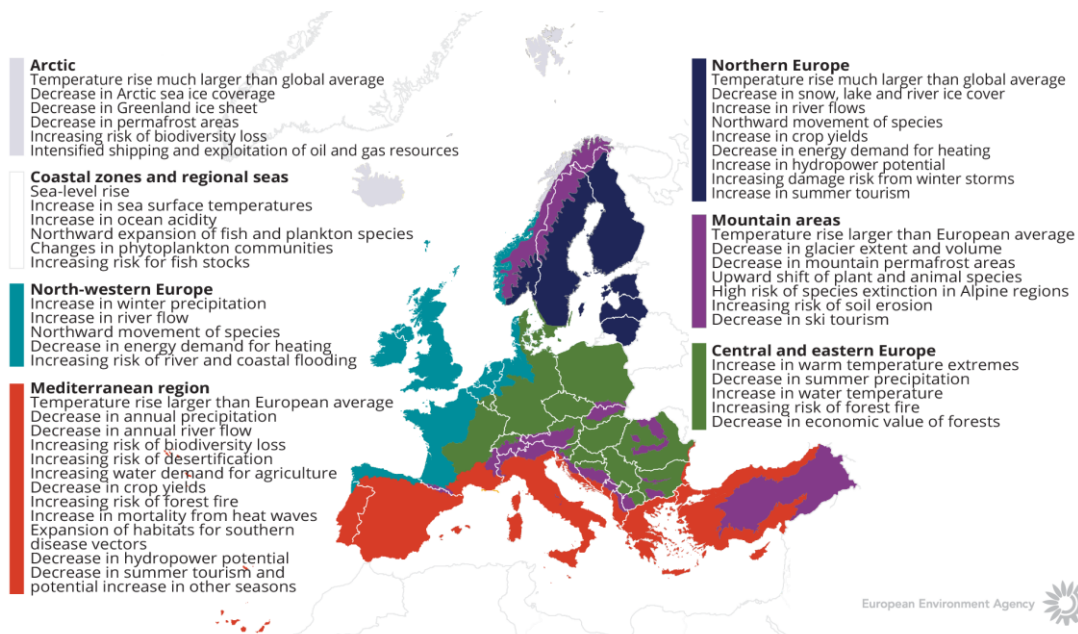 Arctic
Temperature rise much larger than global average
Decrease in Arctic sea ice coverage
Decrease in Greenland ice sheet
Decrease in permafrost areas
Increasing risk of biodiversity loss
Intensified shipping and exploitation of oil and gas resources
Coastal zones and regional seas
Sea-level rise
Increase in sea surface temperatures
Increase in ocean acidity
Northward expansion of fish and plankton species
Changes in phytoplankton communities
Increasing risk for fish stocks
North-western Europe
Increase in winter precipitation
Increase in river flow
Northward movement of species
Decrease in energy demand for heating
Increasing risk of river and coastal flooding
Mediterranean region
Temperature rise larger than European average
Decrease in annual precipitation
Decrease in annual river flow
Increasing risk of biodiversity loss
Increasing risk of desertification
Increasing water demand for agriculture
Decrease in crop yields
Increasing risk of forest fire
Increase in mortality from heat waves
Expansion of habitats for southern
disease vectors
Decrease in hydropower potential
Decrease in summer tourism and
potential increase in other seasons
Northern Europe
Temperature rise much larger than global average
Decrease in snow, lake and river ice cover
Increase in river flows
Northward movement of species
Increase in crop yields
Decrease in energy demand for heating
Increase in hydropower potential
Increasing damage risk from winter storms
Increase in summer tourism
Mountain areas
Temperature rise larger than European average
Decrease in glacier extent and volume
Decrease in mountain permafrost areas
Upward shift of plant and animal species
High risk of species extinction in Alpine regions
Increasing risk of soil erosion
Decrease in ski tourism
Central and eastern Europe
Increase in warm temperature extremes
Decrease in summer precipitation
Increase in water temperature
Increasing risk of forest fire
Decrease in economic value of forests
European Environment Agency